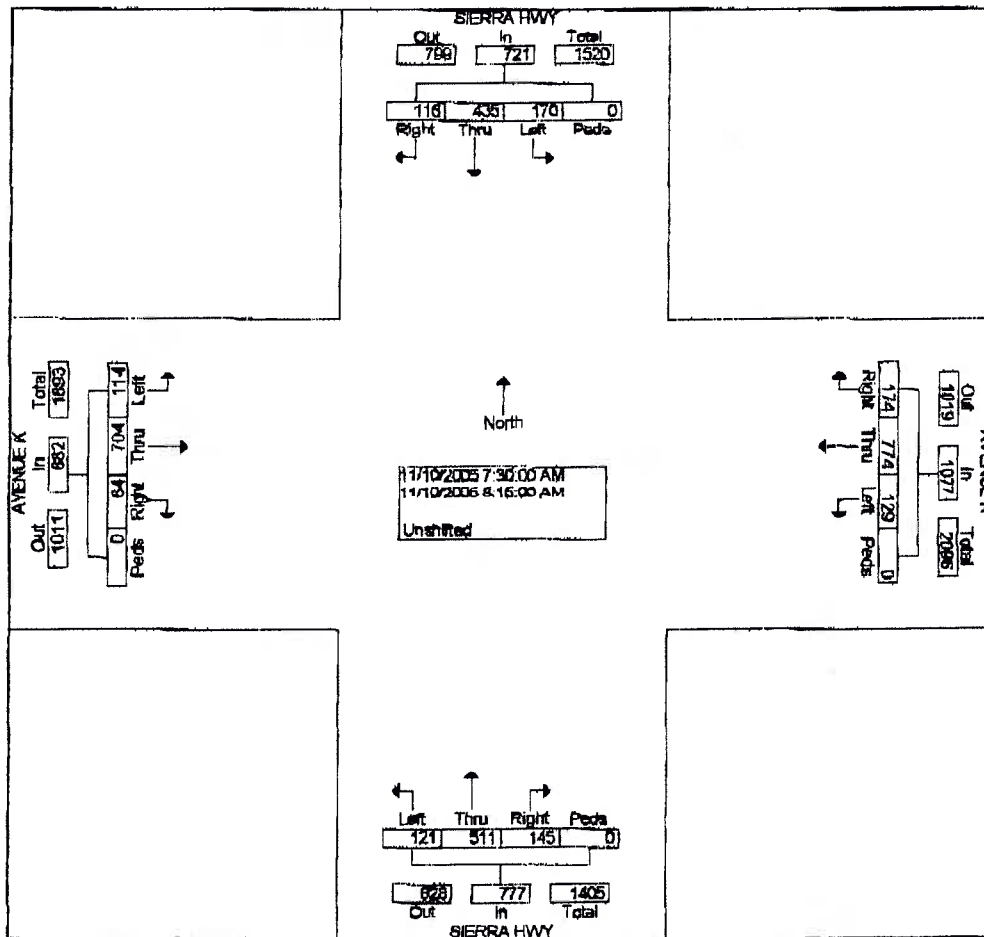 SIERRA HWY
Out In Total
799 721 1520
116 435 170 0
Right Thru Left Peds
AVENUE K
Total In Out
1893 882 1011
114 704 64 0
Left Thru Right Peds
North
11/10/2005 7:30:00 AM
11/10/2005 8:15:00 AM
Unshifted
Right Thru Left Peds
174 774 129 0
Out In Total
1019 1077 2096
Left Thru Right Peds
121 511 145 0
628 777 1405
Out In Total
SIERRA HWY